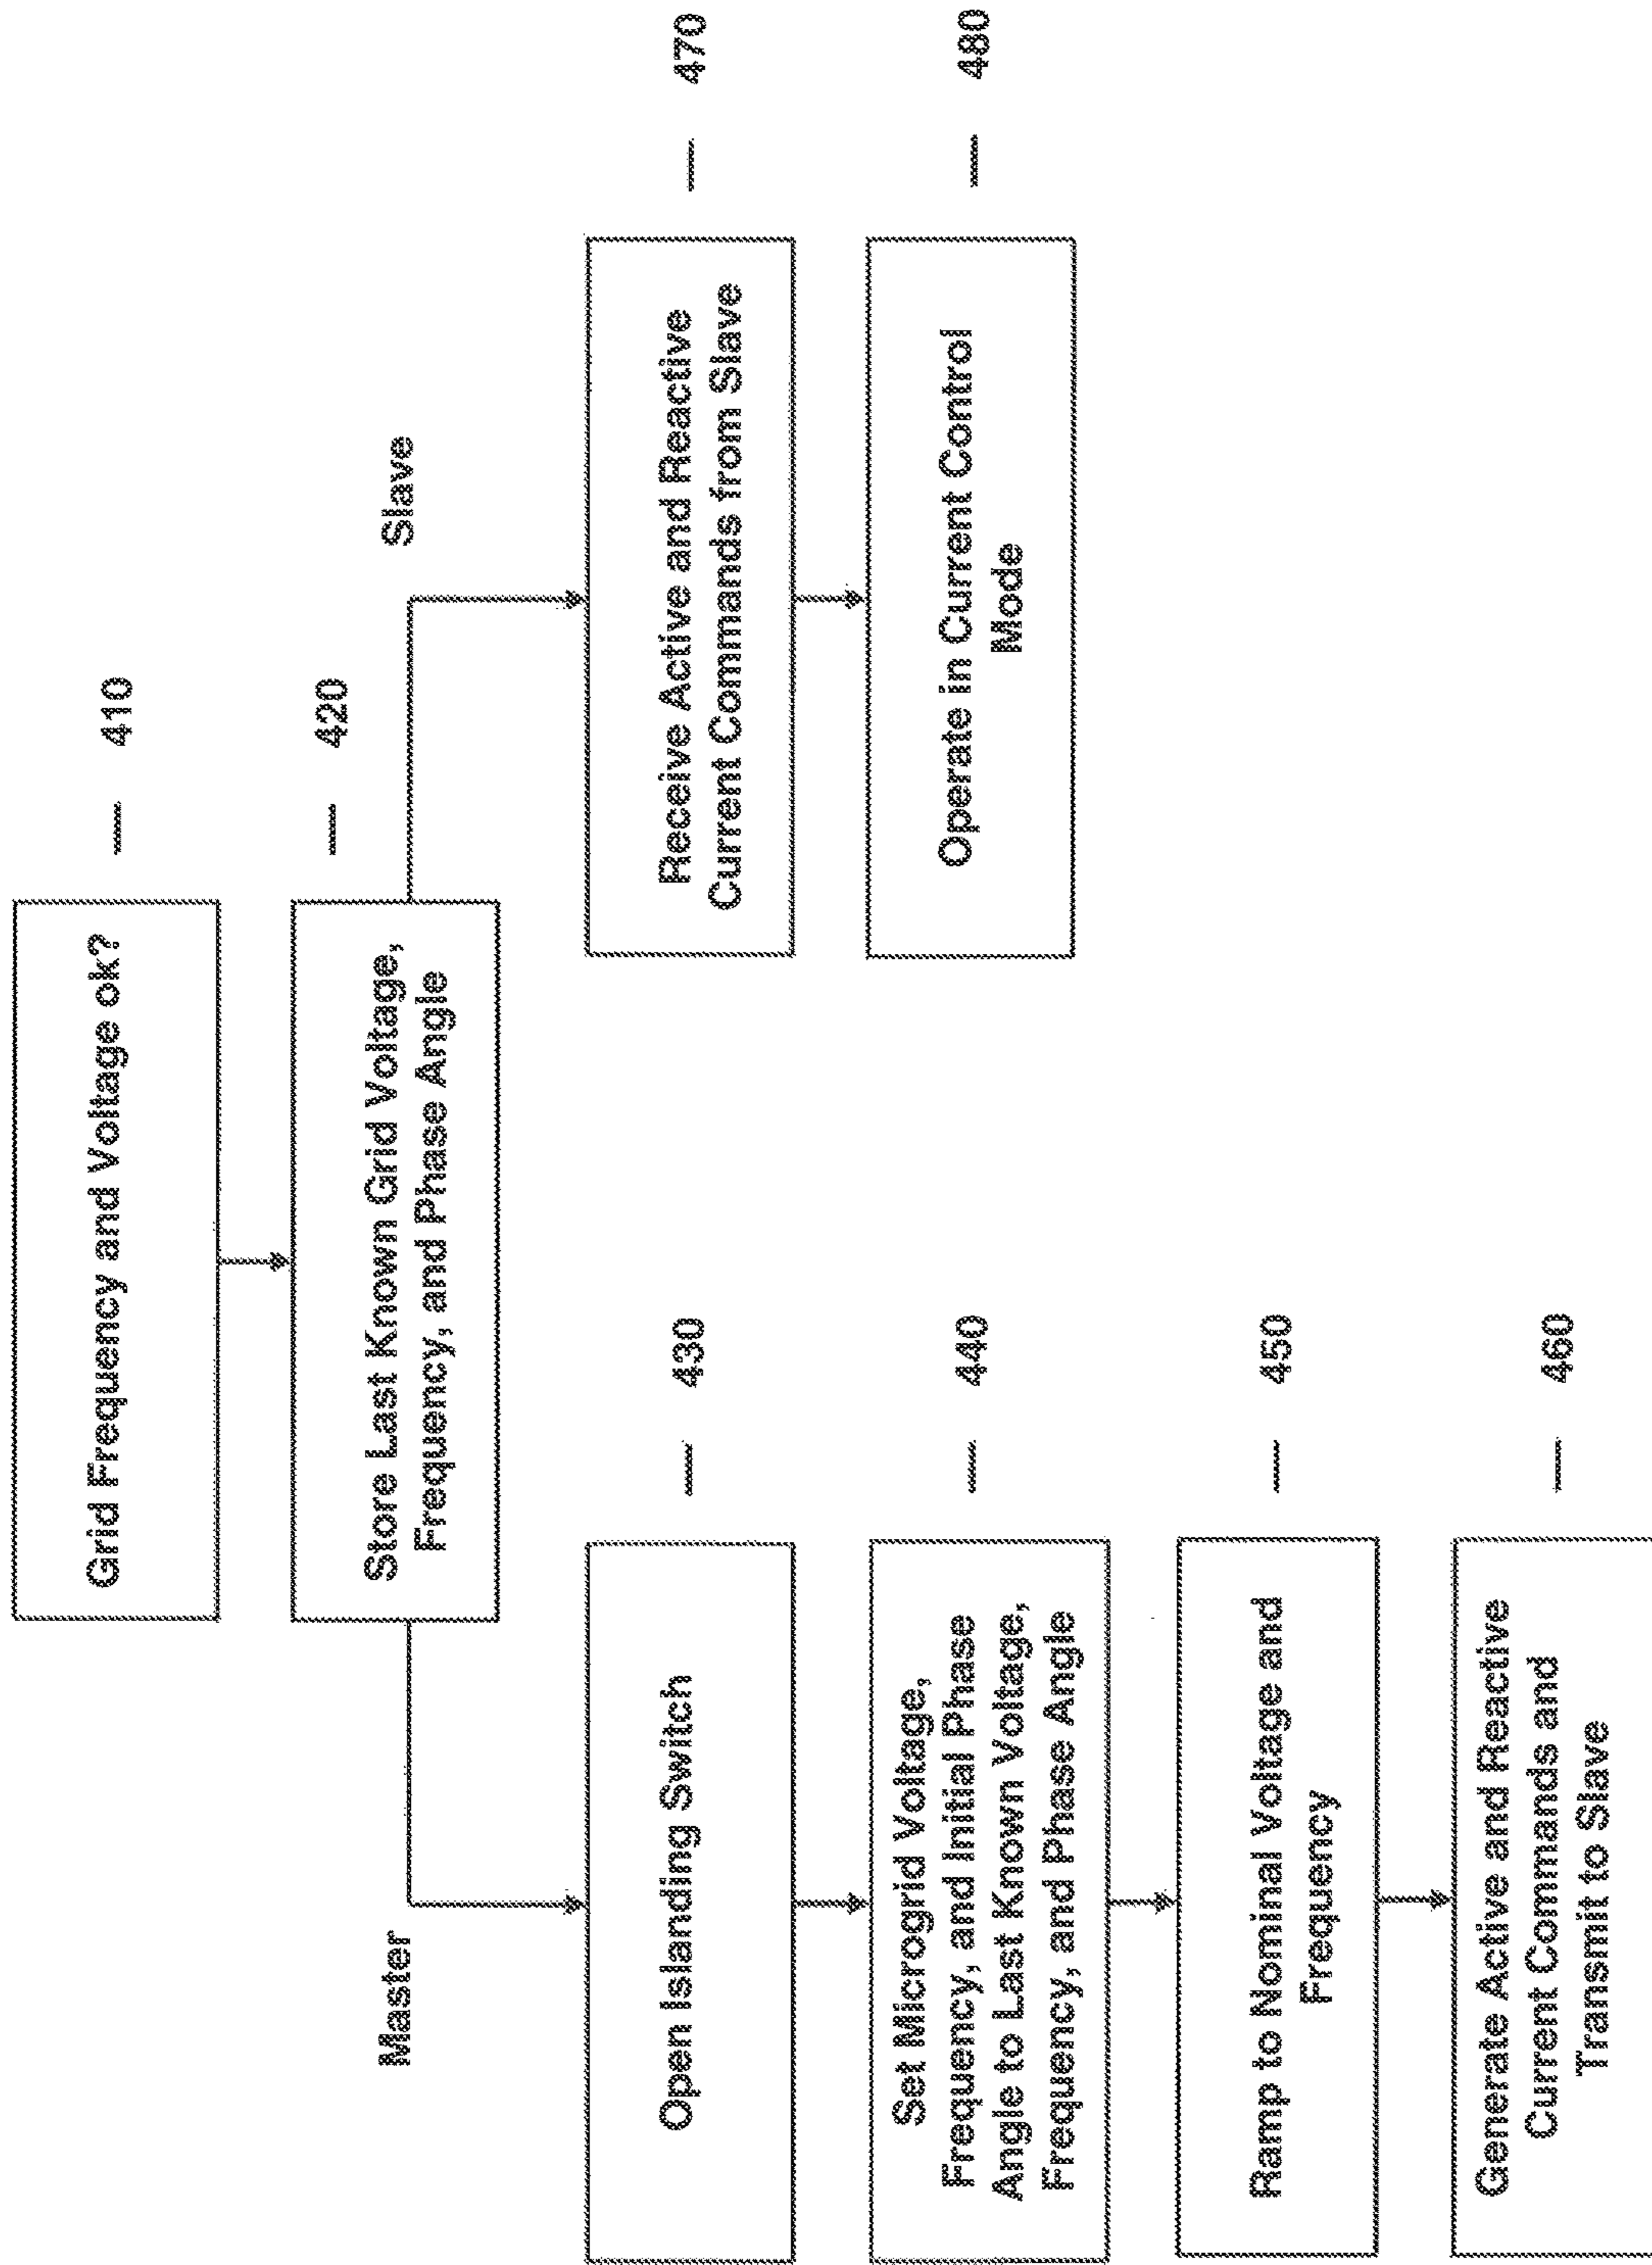 Grid Frequency and Voltage ok?
410
Store Last Known Grid Voltage,
Frequency, and Phase Angle
420
Master
Slave
Open Islanding Switch
430
Set Microgrid Voltage,
Frequency, and Initial Phase
Angle to Last Known Voltage,
Frequency, and Phase Angle
440
Ramp to Nominal Voltage and
Frequency
450
Generate Active and Reactive
Current Commands and
Transmit to Slave
460
Receive Active and Reactive
Current Commands from Slave
470
Operate in Current Control
Mode
480